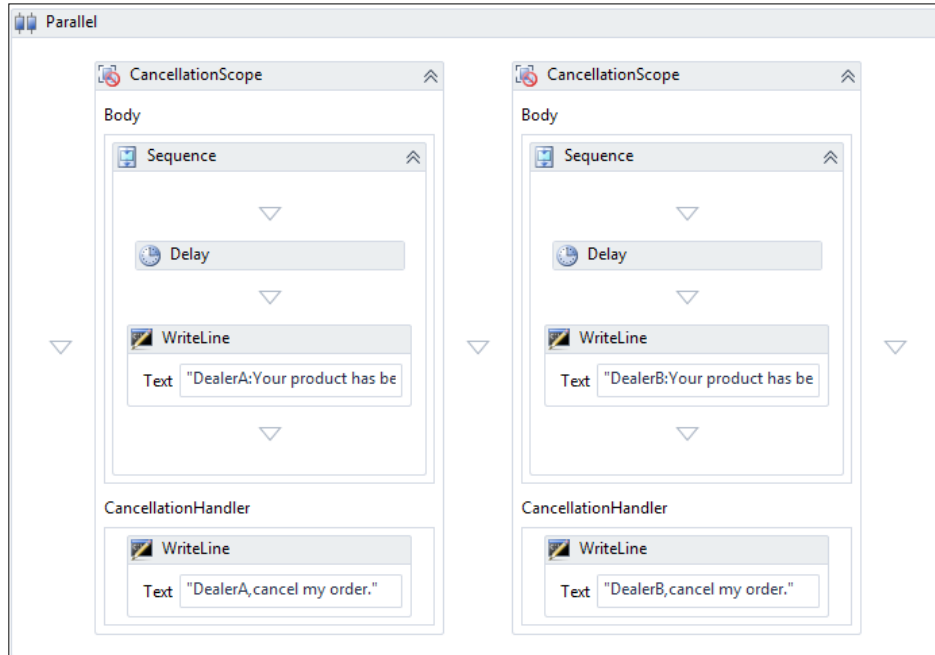 Parallel
CancellationScope
Body
Sequence
Delay
WriteLine
Text "DealerA:Your product has be
CancellationHandler
WriteLine
Text "DealerA,cancel my order."
CancellationScope
Body
Sequence
Delay
WriteLine
Text "DealerB:Your product has be
CancellationHandler
WriteLine
Text "DealerB,cancel my order."